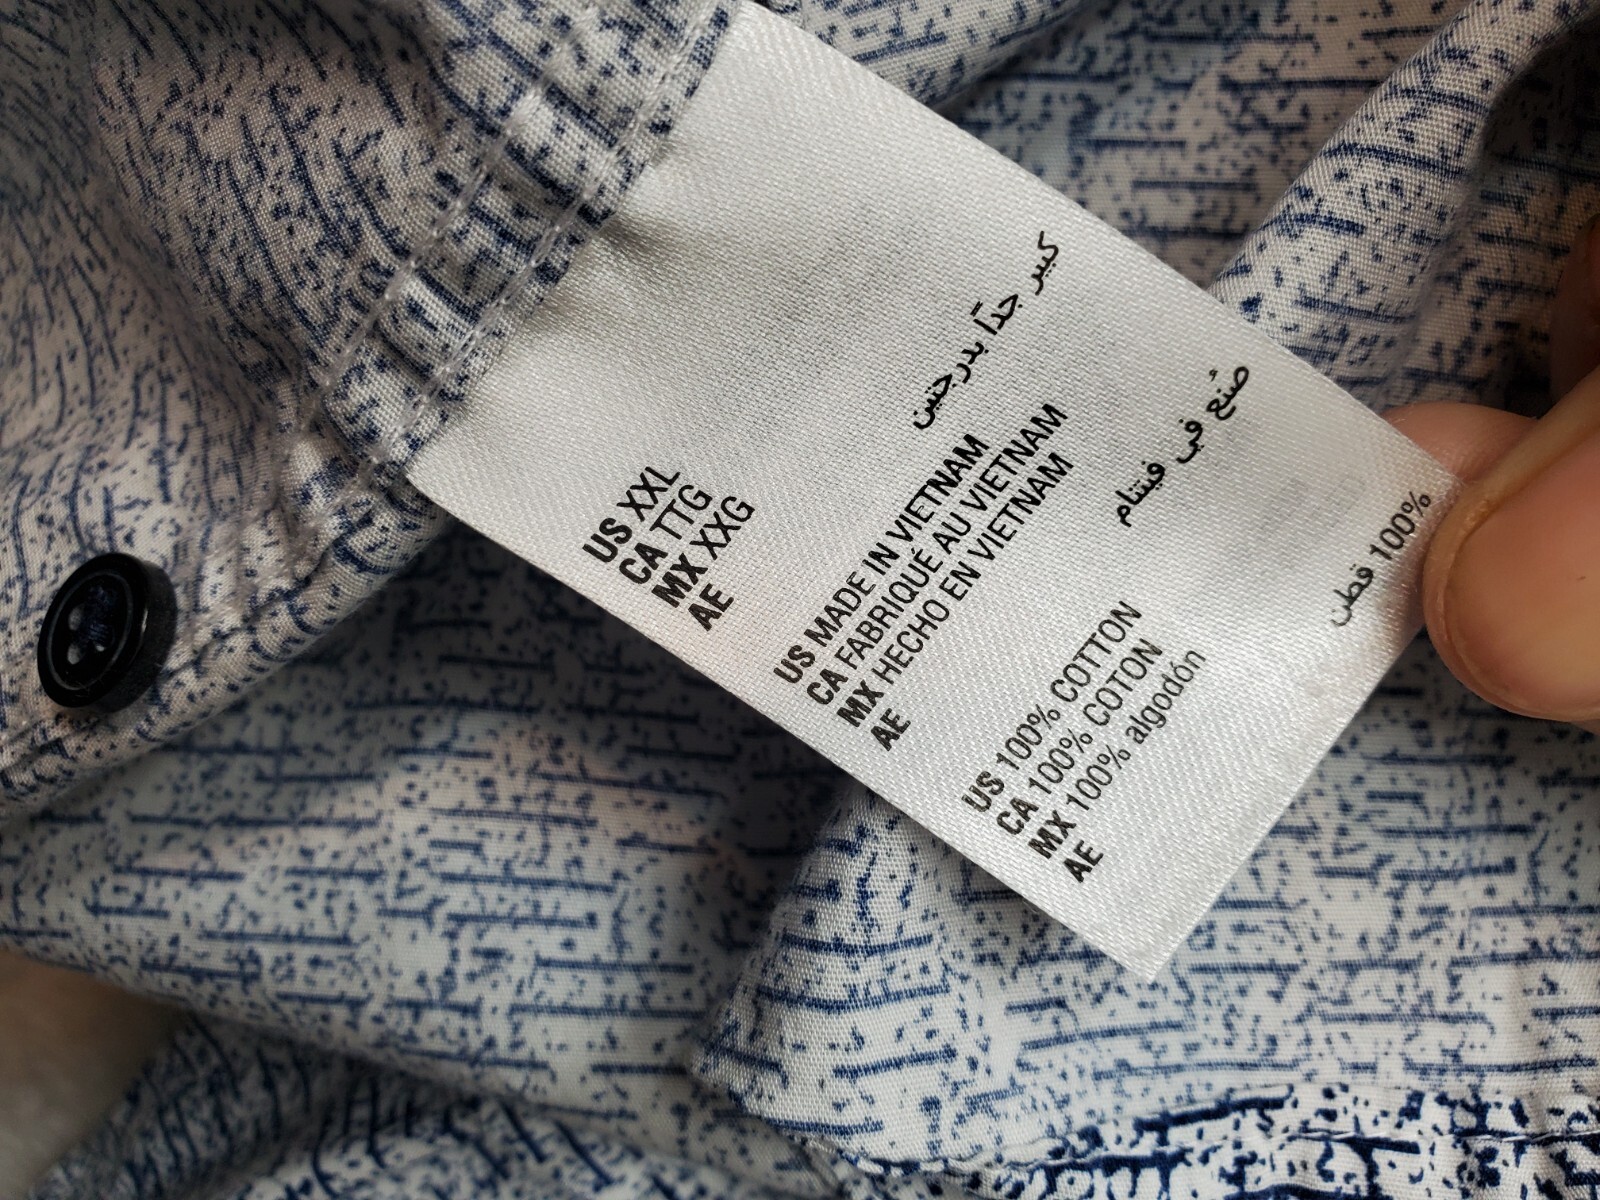 US XXL
CA TTG
MX XXG
AE كبير جدًا بدرجتين
US MADE IN VIETNAM
CA FABRIQUÉ AU VIETNAM
MX HECHO EN VIETNAM
AE صُنع في فيتنام
US 100% COTTON
CA 100% COTON
MX 100% algodón
AE 100% قطن